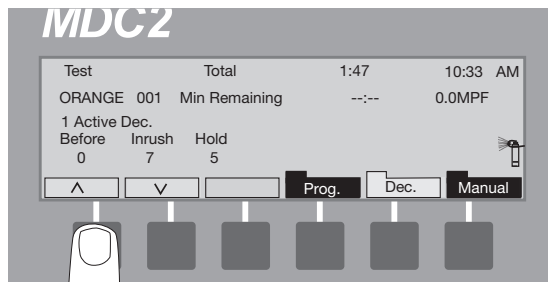 MDC2
Test Total 1:47 10:33 AM
ORANGE 001 Min Remaining --:-- 0.0MPF
1 Active Dec.
Before Inrush Hold
0 7 5
Prog. Dec. Manual